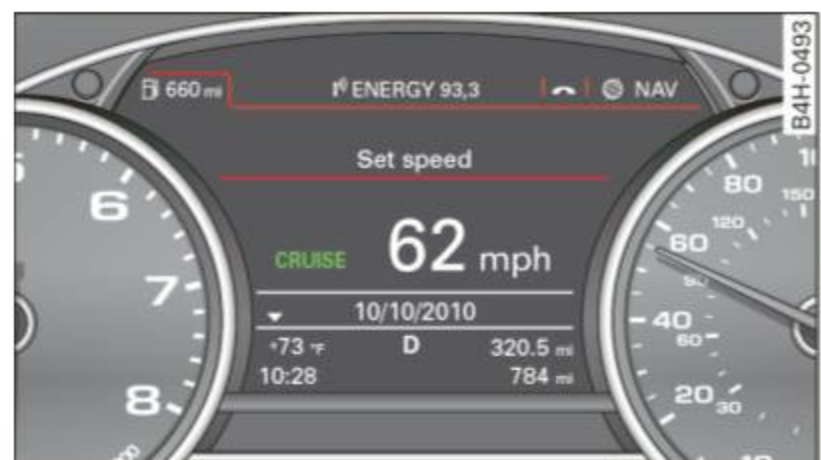 B4H-0493
660 mi
ENERGY 93,3
NAV
Set speed
CRUISE 62 mph
10/10/2010
+73 °F D 320.5 mi
10:28 784 mi
6
7
8
80
150
120
60
40
60
20
30